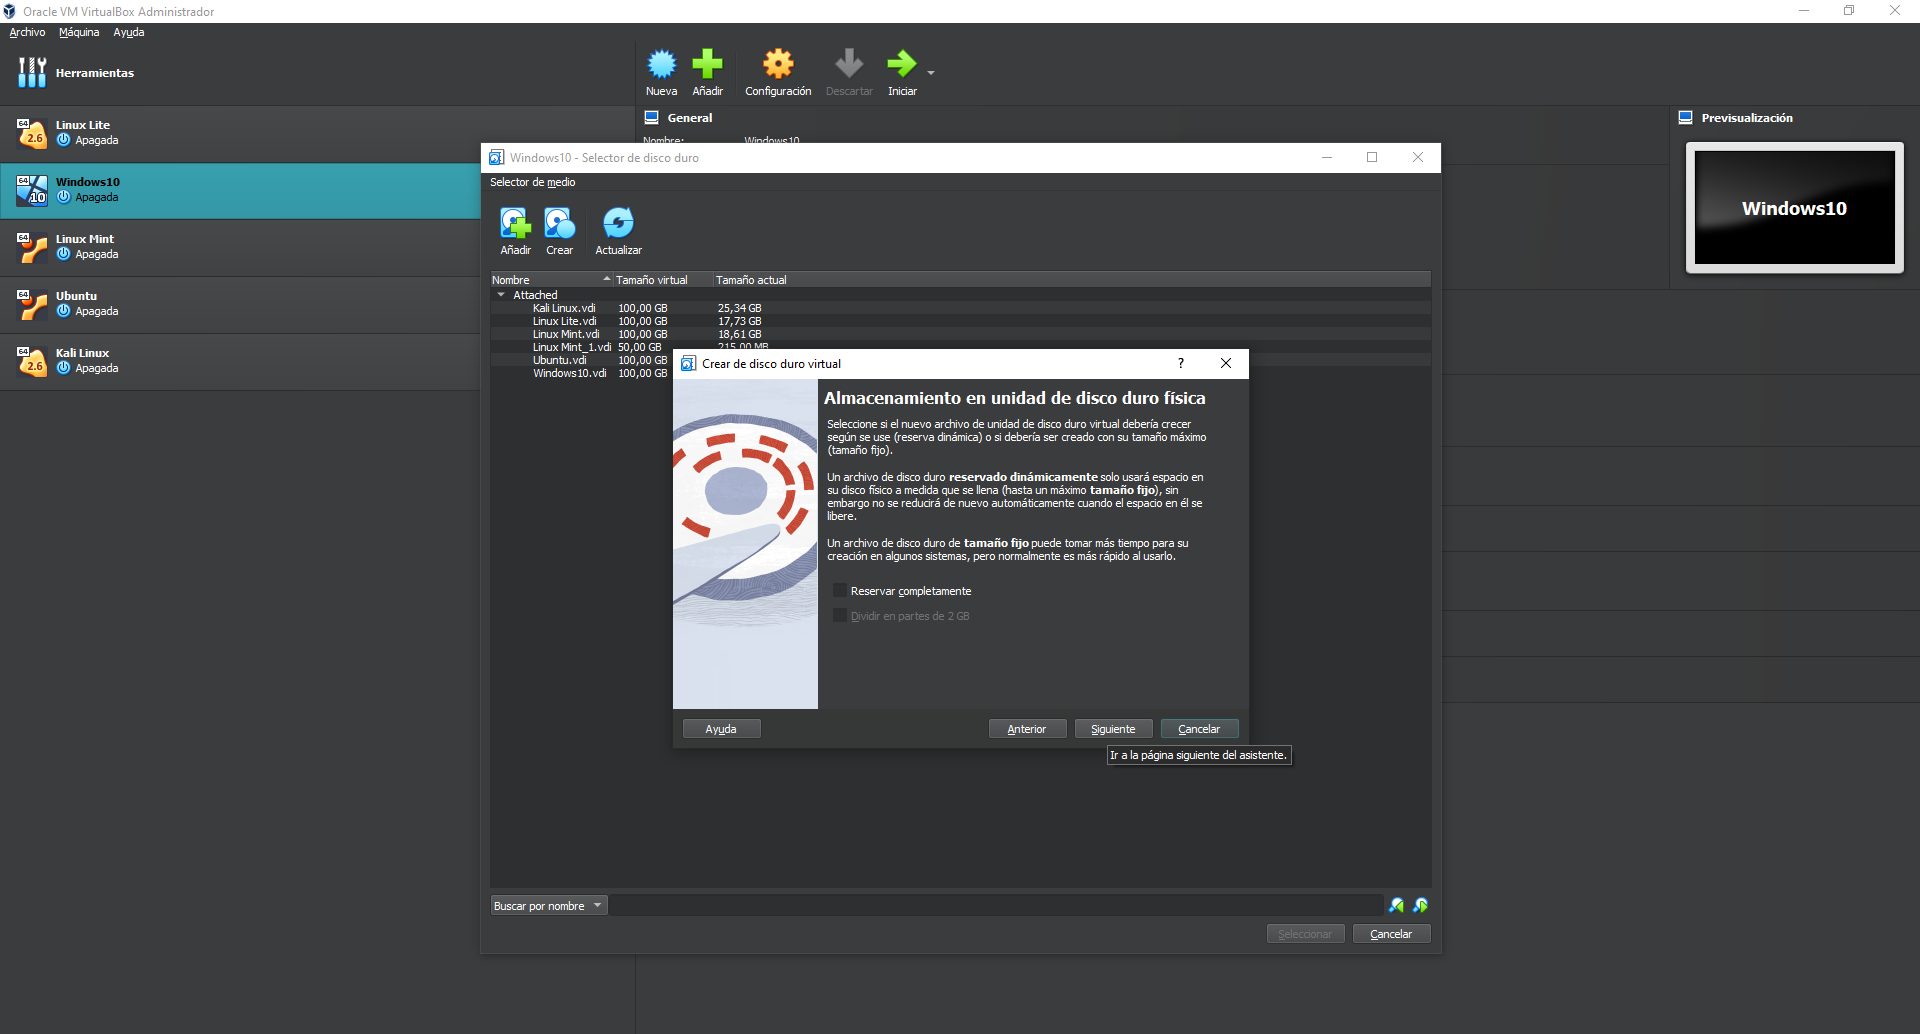 Oracle VM VirtualBox Administrador
Archivo Máquina Ayuda
Herramientas
Nueva Añadir Configuración Descartar Iniciar
64 2.6 Linux Lite
Apagada
64 10 Windows10
Apagada
64 Linux Mint
Apagada
64 Ubuntu
Apagada
64 2.6 Kali Linux
Apagada
General
Nombre: Windows10
Previsualización
Windows10
Windows10 - Selector de disco duro
Selector de medio
Añadir Crear Actualizar
Nombre Tamaño virtual Tamaño actual
Attached
Kali Linux.vdi 100,00 GB 25,34 GB
Linux Lite.vdi 100,00 GB 17,73 GB
Linux Mint.vdi 100,00 GB 18,61 GB
Linux Mint_1.vdi 50,00 GB 215,00 MB
Ubuntu.vdi 100,00 GB
Windows10.vdi 100,00 GB
Crear de disco duro virtual ?
Almacenamiento en unidad de disco duro física
Seleccione si el nuevo archivo de unidad de disco duro virtual debería crecer
según se use (reserva dinámica) o si debería ser creado con su tamaño máximo
(tamaño fijo).
Un archivo de disco duro reservado dinámicamente solo usará espacio en
su disco físico a medida que se llena (hasta un máximo tamaño fijo), sin
embargo no se reducirá de nuevo automáticamente cuando el espacio en él se
libere.
Un archivo de disco duro de tamaño fijo puede tomar más tiempo para su
creación en algunos sistemas, pero normalmente es más rápido al usarlo.
Reservar completamente
Dividir en partes de 2 GB
Ayuda Anterior Siguiente Cancelar
Ir a la página siguiente del asistente.
Buscar por nombre
Seleccionar Cancelar